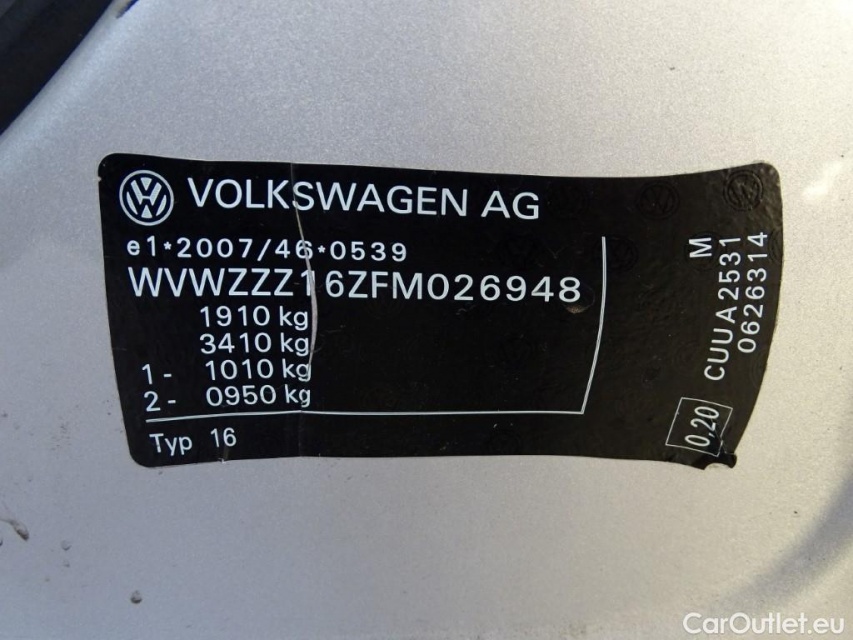 VOLKSWAGEN AG
e1*2007/46*0539
WVWZZZ16ZFM026948
1910 kg
3410 kg
1- 1010 kg
2- 0950 kg
Typ 16
M
CUUA2531
0626314
0,20
CarOutlet.eu